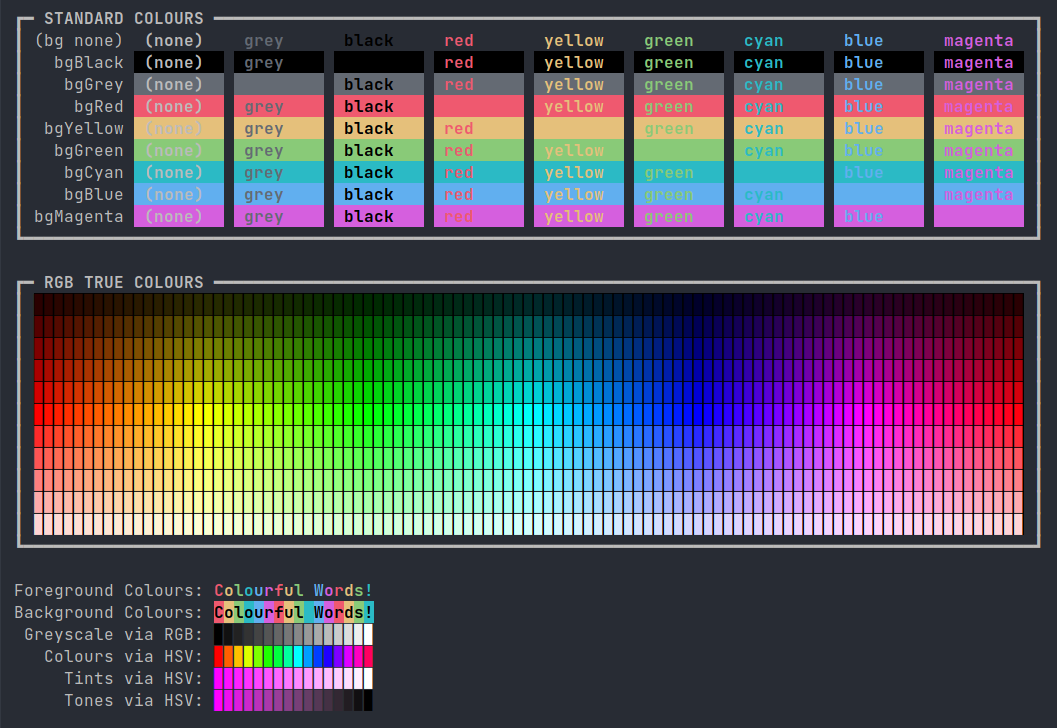 STANDARD COLOURS
(bg none) (none) grey black red yellow green cyan blue magenta
bgBlack (none) grey red yellow green cyan blue magenta
bgGrey (none) black red yellow green cyan blue magenta
bgRed (none) grey black yellow green cyan blue magenta
bgYellow (none) grey black red green cyan blue magenta
bgGreen (none) grey black red yellow cyan blue magenta
bgCyan (none) grey black red yellow green blue magenta
bgBlue (none) grey black red yellow green cyan magenta
bgMagenta (none) grey black red yellow green cyan blue
RGB TRUE COLOURS
Foreground Colours: Colourful Words!
Background Colours: Colourful Words!
Greyscale via RGB:
Colours via HSV:
Tints via HSV:
Tones via HSV: